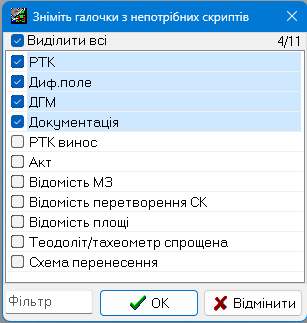 Зніміть галочки з непотрібних скриптів
Виділити всі 4/11
РТК
Диф.поле
ДГМ
Документація
РТК винос
Акт
Відомість МЗ
Відомість перетворення СК
Відомість площі
Теодоліт/тахеометр спрощена
Схема перенесення
Фільтр OK Відмінити